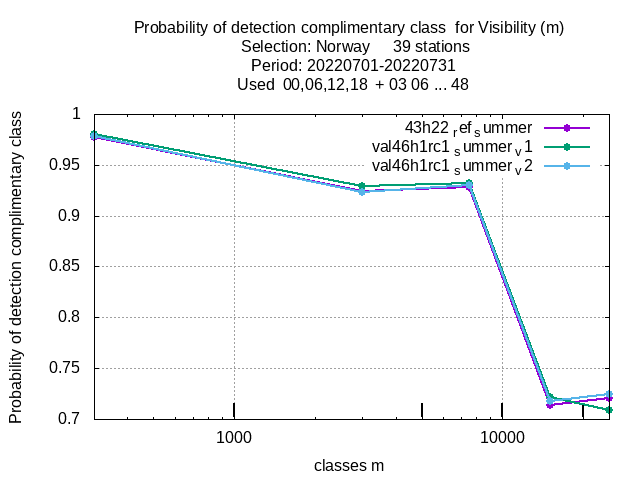 Probability of detection complimentary class  for Visibility (m)
Selection: Norway     39 stations
Period: 20220701-20220731
Used  00,06,12,18  + 03 06 ... 48
Probability of detection complimentary class
1
0.95
0.9
0.85
0.8
0.75
0.7
43h22 ref summer
val46h1rc1 summer v1
val46h1rc1 summer v2
1000
10000
classes m